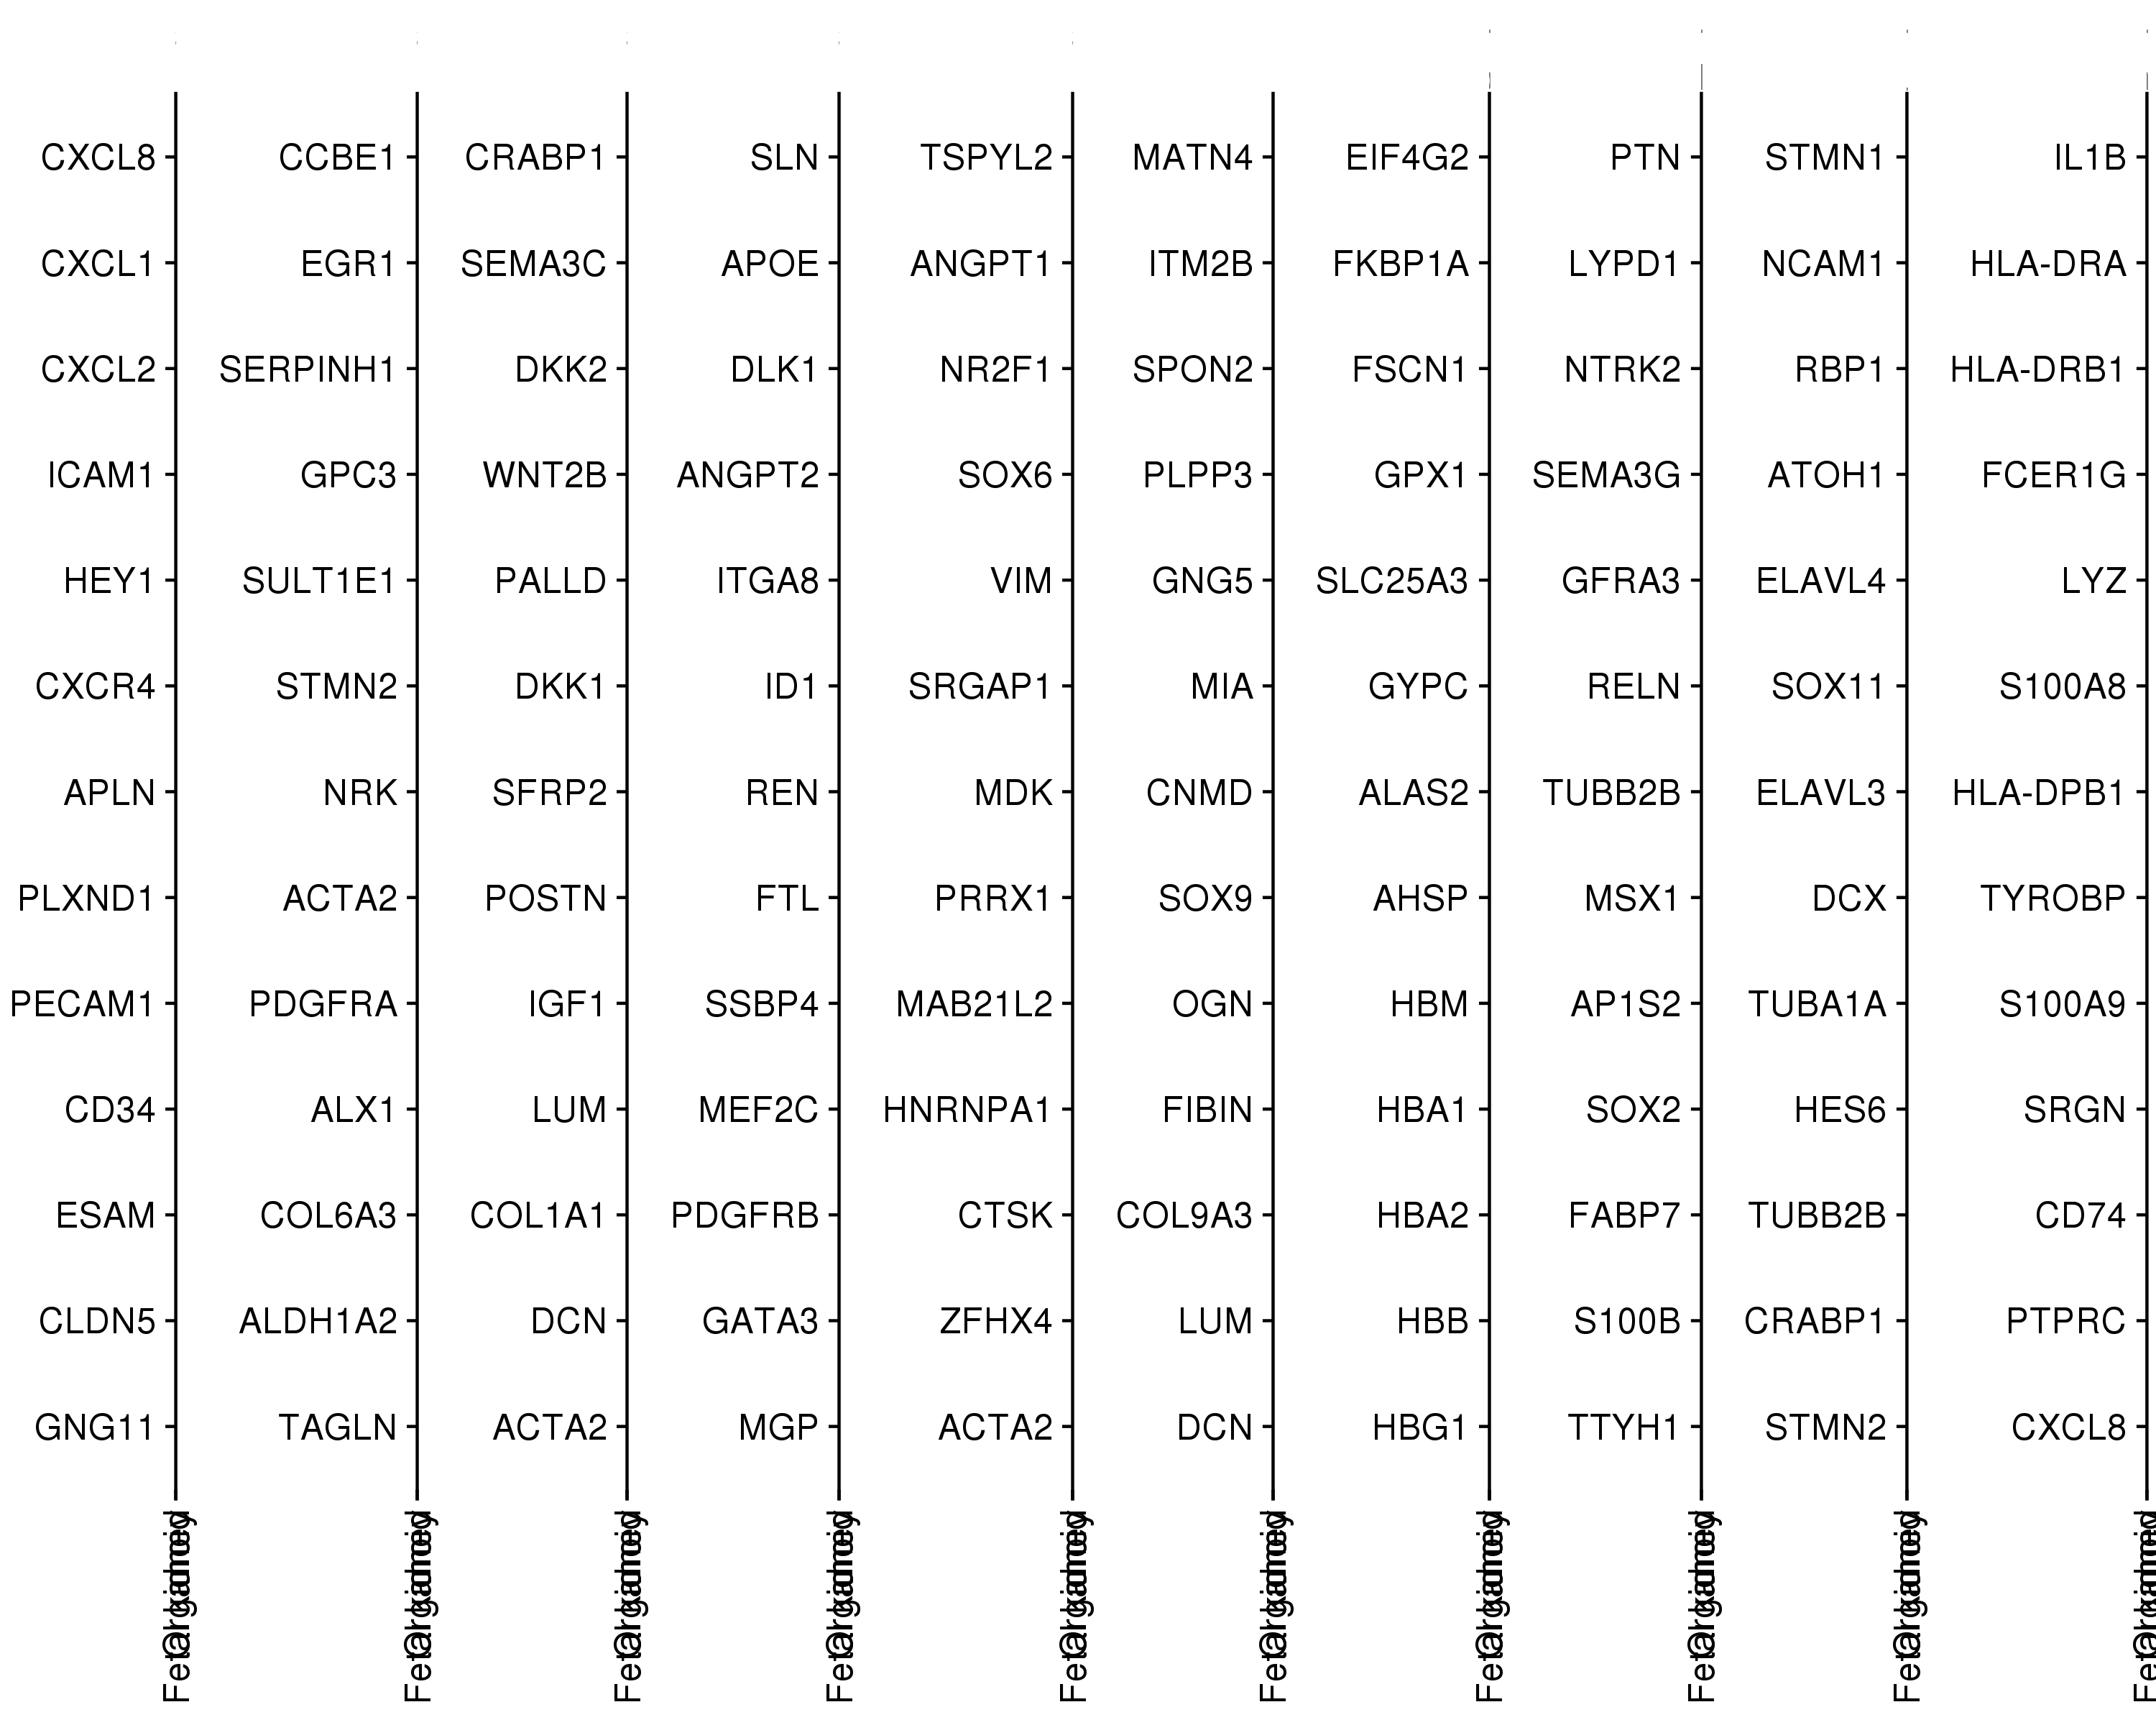 CXCL8 CCBE1 CRABP1 SLN TSPYL2 MATN4 EIF4G2 PTN STMN1 IL1B
CXCL1 EGR1 SEMA3C APOE ANGPT1 ITM2B FKBP1A LYPD1 NCAM1 HLA-DRA
CXCL2 SERPINH1 DKK2 DLK1 NR2F1 SPON2 FSCN1 NTRK2 RBP1 HLA-DRB1
ICAM1 GPC3 WNT2B ANGPT2 SOX6 PLPP3 GPX1 SEMA3G ATOH1 FCER1G
HEY1 SULT1E1 PALLD ITGA8 VIM GNG5 SLC25A3 GFRA3 ELAVL4 LYZ
CXCR4 STMN2 DKK1 ID1 SRGAP1 MIA GYPC RELN SOX11 S100A8
APLN NRK SFRP2 REN MDK CNMD ALAS2 TUBB2B ELAVL3 HLA-DPB1
PLXND1 ACTA2 POSTN FTL PRRX1 SOX9 AHSP MSX1 DCX TYROBP
PECAM1 PDGFRA IGF1 SSBP4 MAB21L2 OGN HBM AP1S2 TUBA1A S100A9
CD34 ALX1 LUM MEF2C HNRNPA1 FIBIN HBA1 SOX2 HES6 SRGN
ESAM COL6A3 COL1A1 PDGFRB CTSK COL9A3 HBA2 FABP7 TUBB2B CD74
CLDN5 ALDH1A2 DCN GATA3 ZFHX4 LUM HBB S100B CRABP1 PTPRC
GNG11 TAGLN ACTA2 MGP ACTA2 DCN HBG1 TTYH1 STMN2 CXCL8